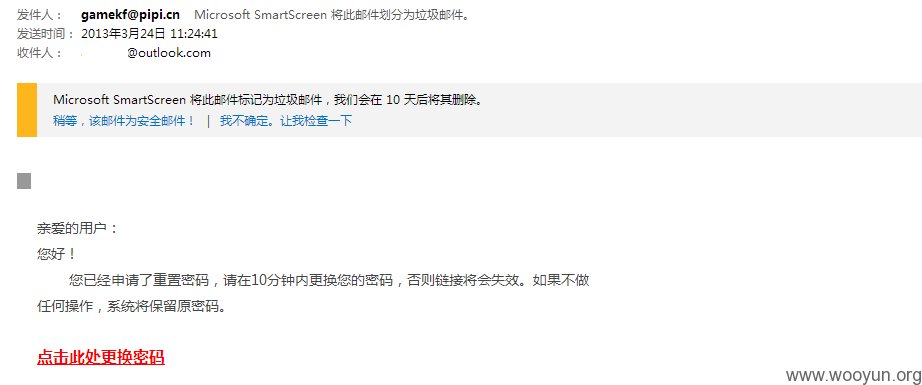 发件人： gamekf@pipi.cn Microsoft SmartScreen 将此邮件划分为垃圾邮件。
发送时间： 2013年3月24日 11:24:41
收件人： @outlook.com
Microsoft SmartScreen 将此邮件标记为垃圾邮件，我们会在 10 天后将其删除。
稍等，该邮件为安全邮件！ | 我不确定。让我检查一下
亲爱的用户：
您好！
您已经申请了重置密码，请在10分钟内更换您的密码，否则链接将会失效。如果不做
任何操作，系统将保留原密码。
点击此处更换密码
www.wooyun.org